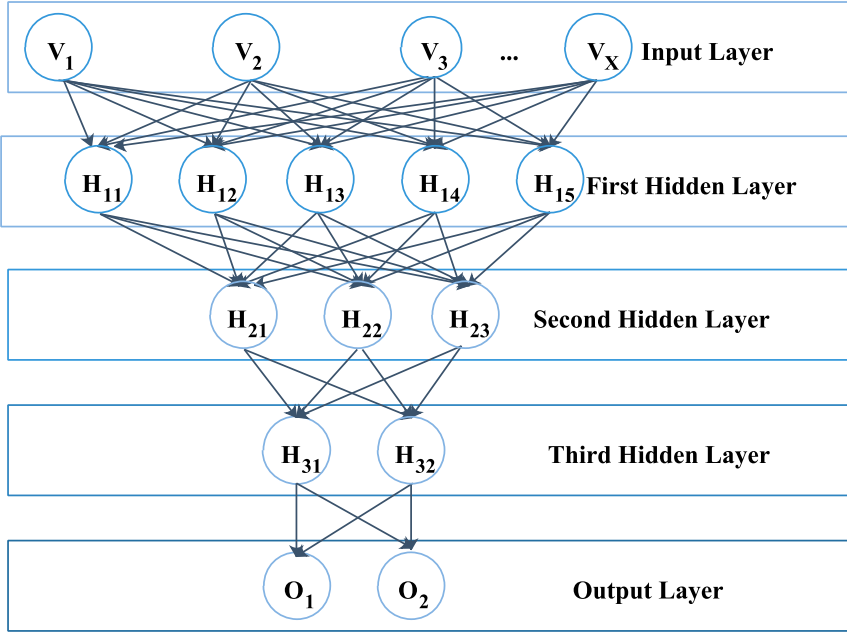 V1 V2 V3 ... VX Input Layer
H11 H12 H13 H14 H15 First Hidden Layer
H21 H22 H23 Second Hidden Layer
H31 H32 Third Hidden Layer
O1 O2 Output Layer